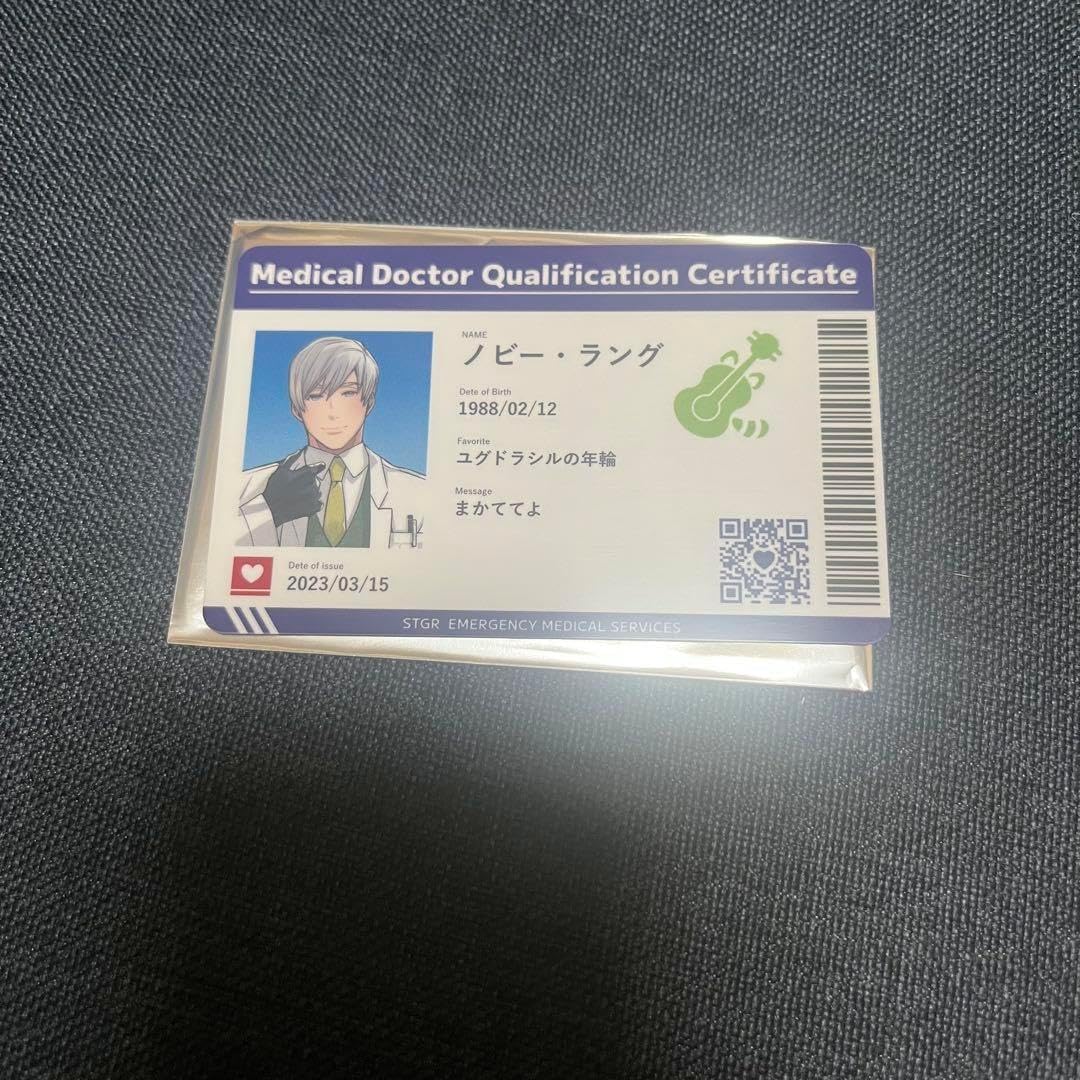 Medical Doctor Qualification Certificate
NAME
ノビー・ラング
Dete of Birth
1988/02/12
Favorite
ユグドラシルの年輪
Message
まかててよ
Dete of issue
2023/03/15
STGR EMERGENCY MEDICAL SERVICES